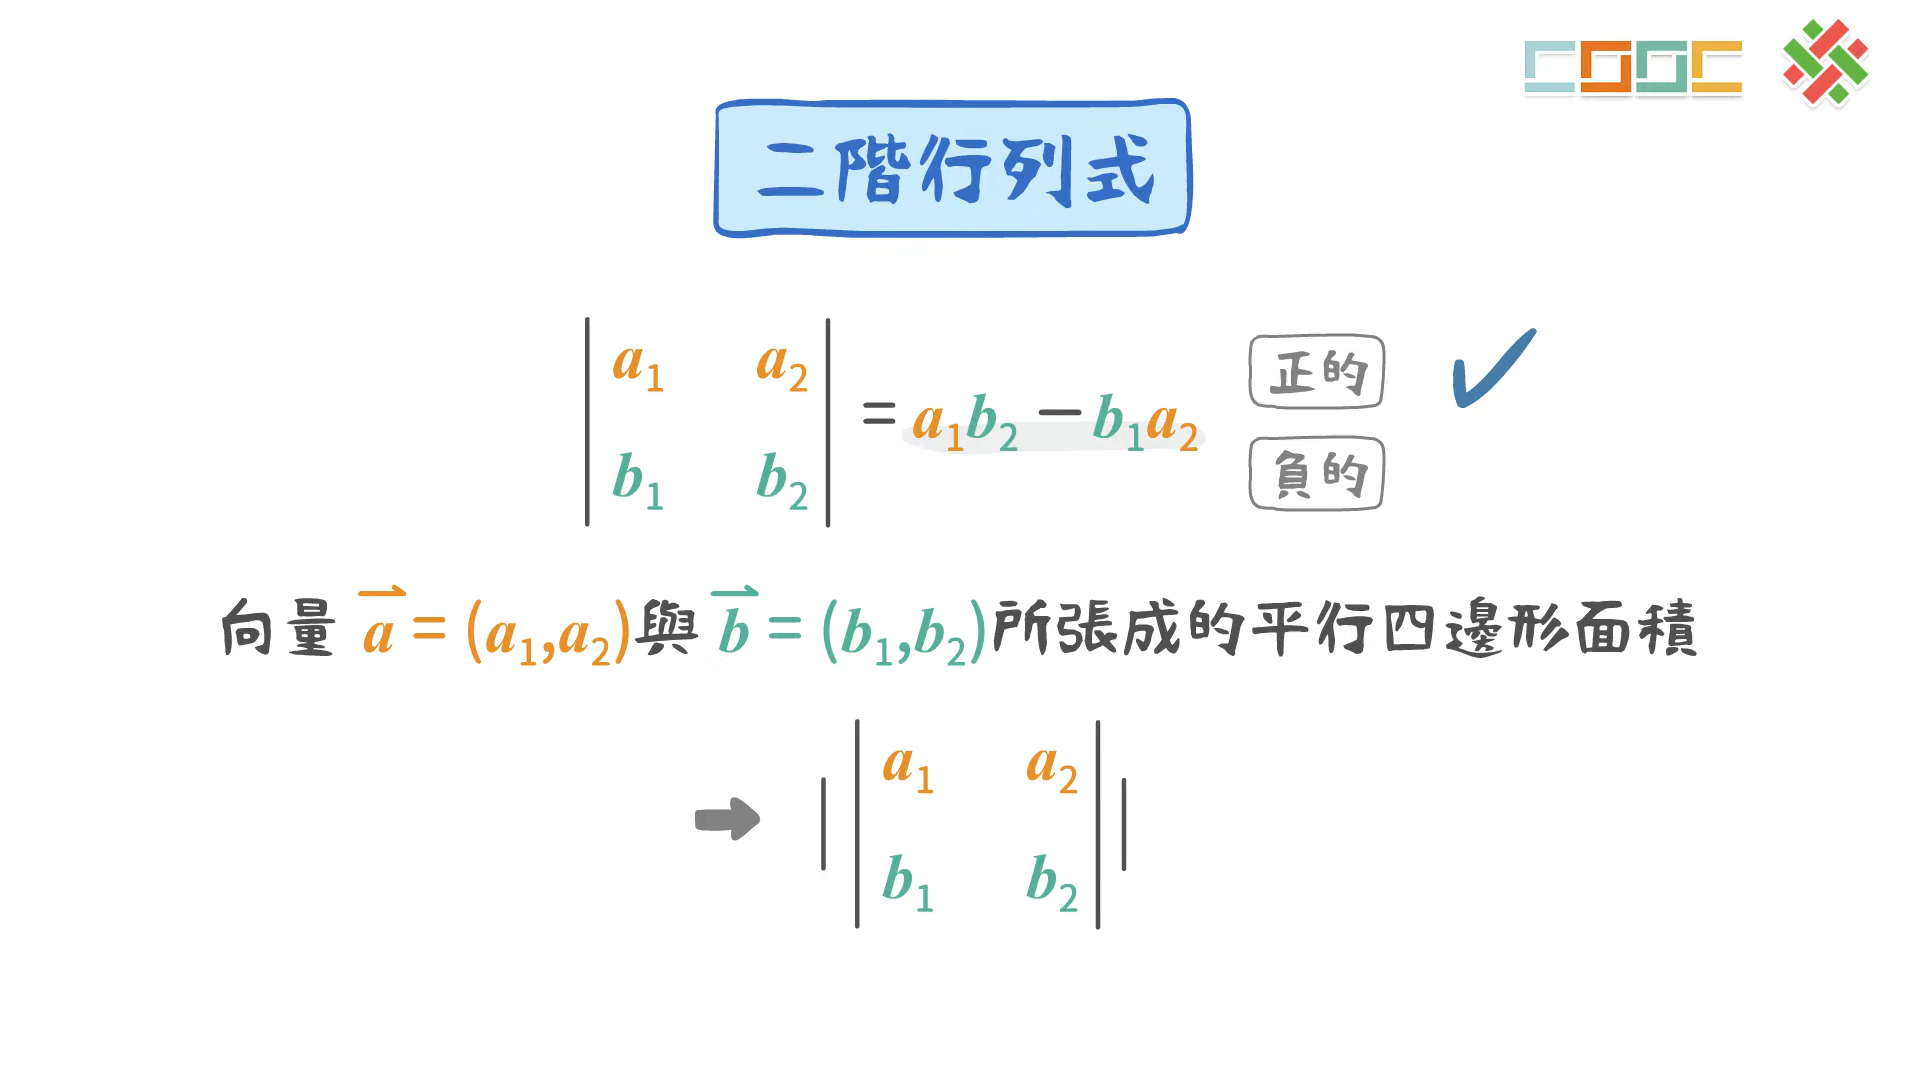 COOC
二階行列式
| a₁ a₂ |
| b₁ b₂ | = a₁b₂ − b₁a₂
正的
負的
向量 a⃗ = (a₁,a₂)與 b⃗ = (b₁,b₂)所張成的平行四邊形面積
| | a₁ a₂ | |
| | b₁ b₂ | |